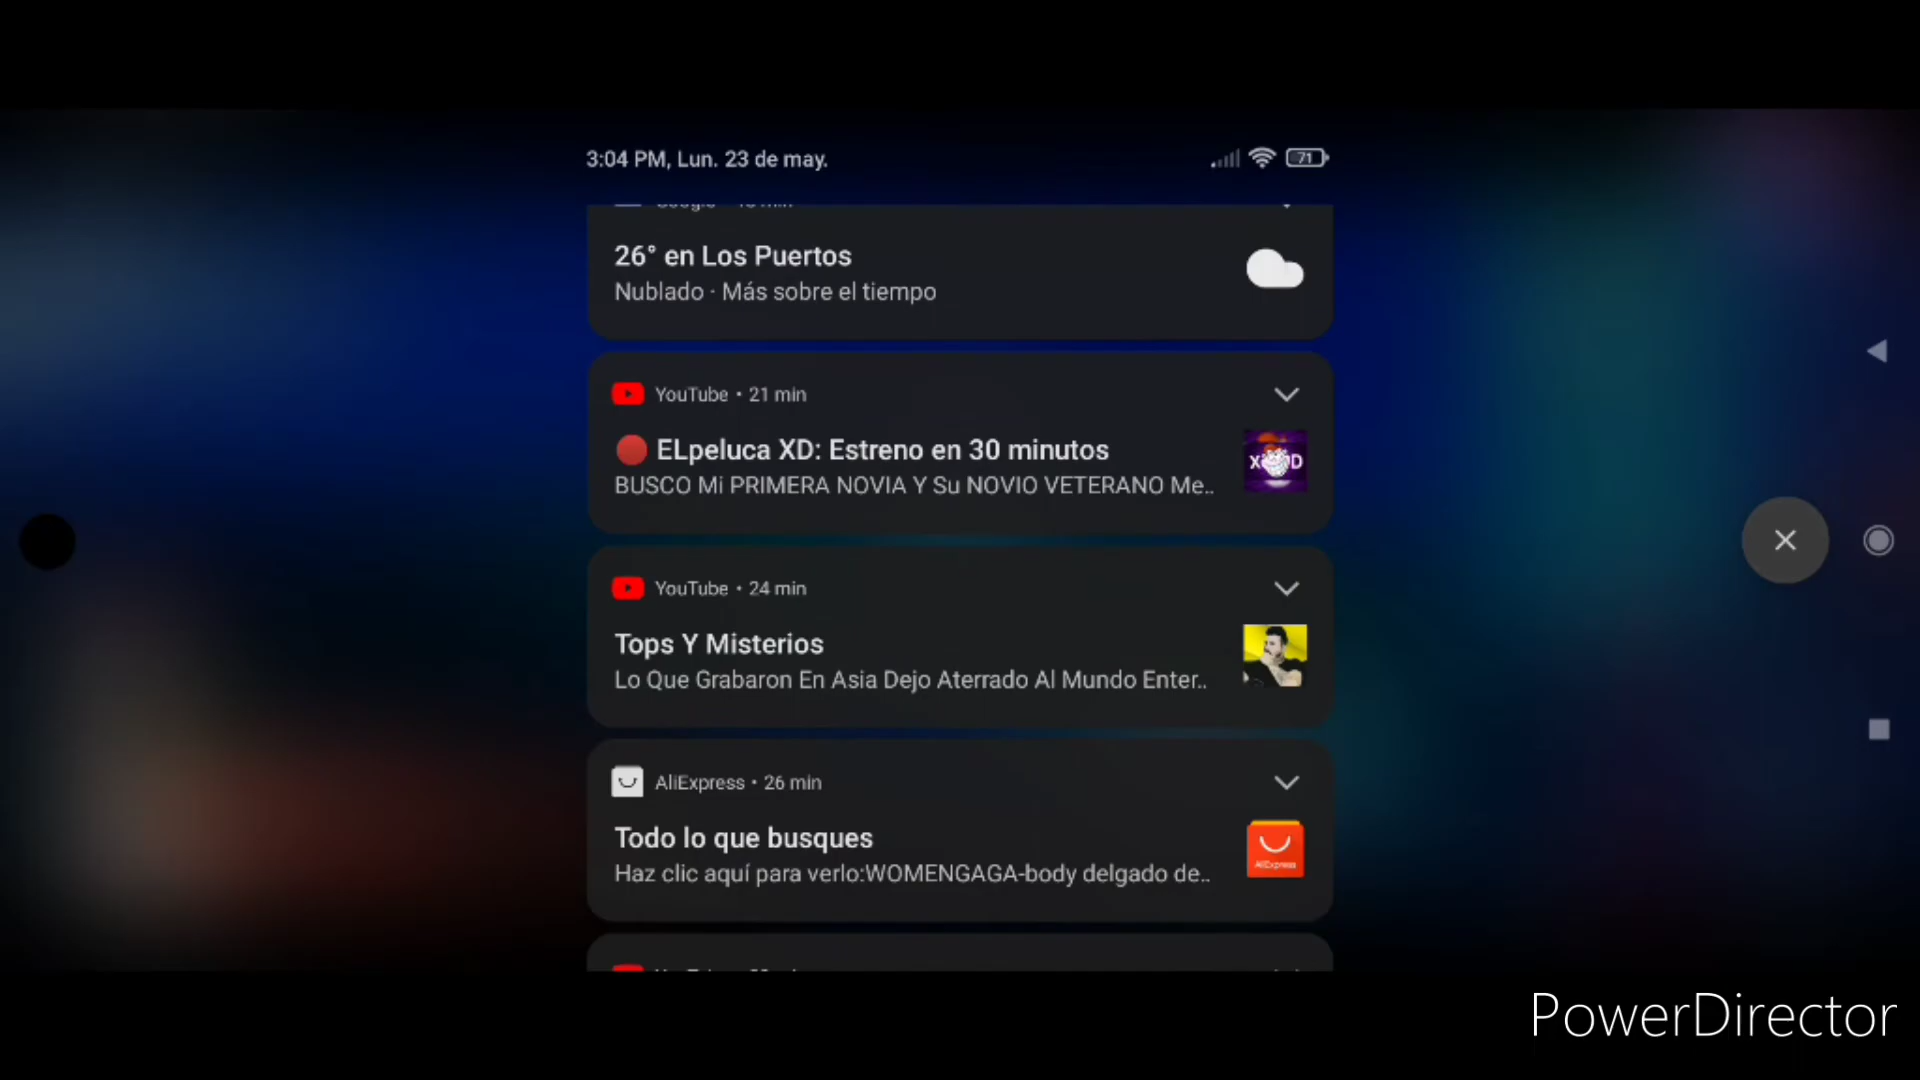 3:04 PM, Lun. 23 de may.
71
26° en Los Puertos
Nublado · Más sobre el tiempo
YouTube • 21 min
ELpeluca XD: Estreno en 30 minutos
BUSCO Mi PRIMERA NOVIA Y Su NOVIO VETERANO Me..
YouTube • 24 min
Tops Y Misterios
Lo Que Grabaron En Asia Dejo Aterrado Al Mundo Enter..
AliExpress • 26 min
Todo lo que busques
Haz clic aquí para verlo:WOMENGAGA-body delgado de..
AliExpress
PowerDirector